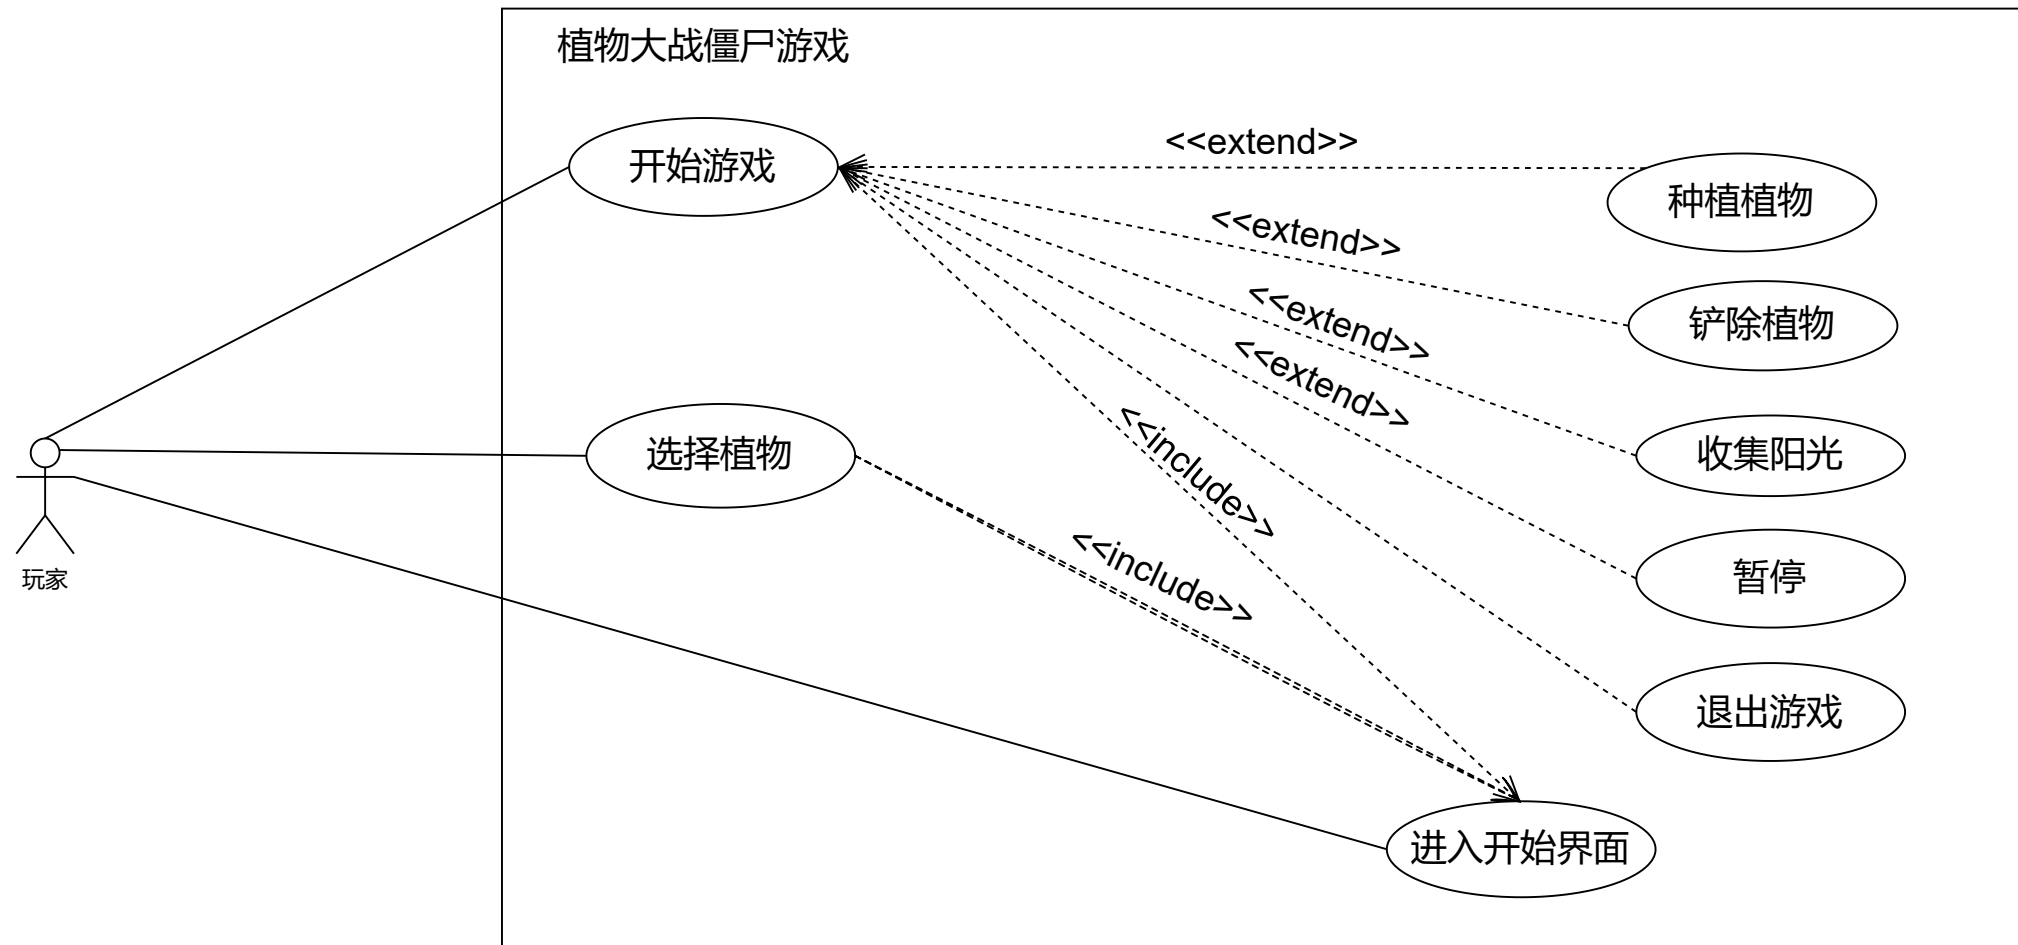 植物大战僵尸游戏
开始游戏
<<extend>>
种植植物
<<extend>>
铲除植物
<<extend>>
<<extend>>
选择植物
<<include>>
收集阳光
<<include>>
暂停
玩家
退出游戏
进入开始界面